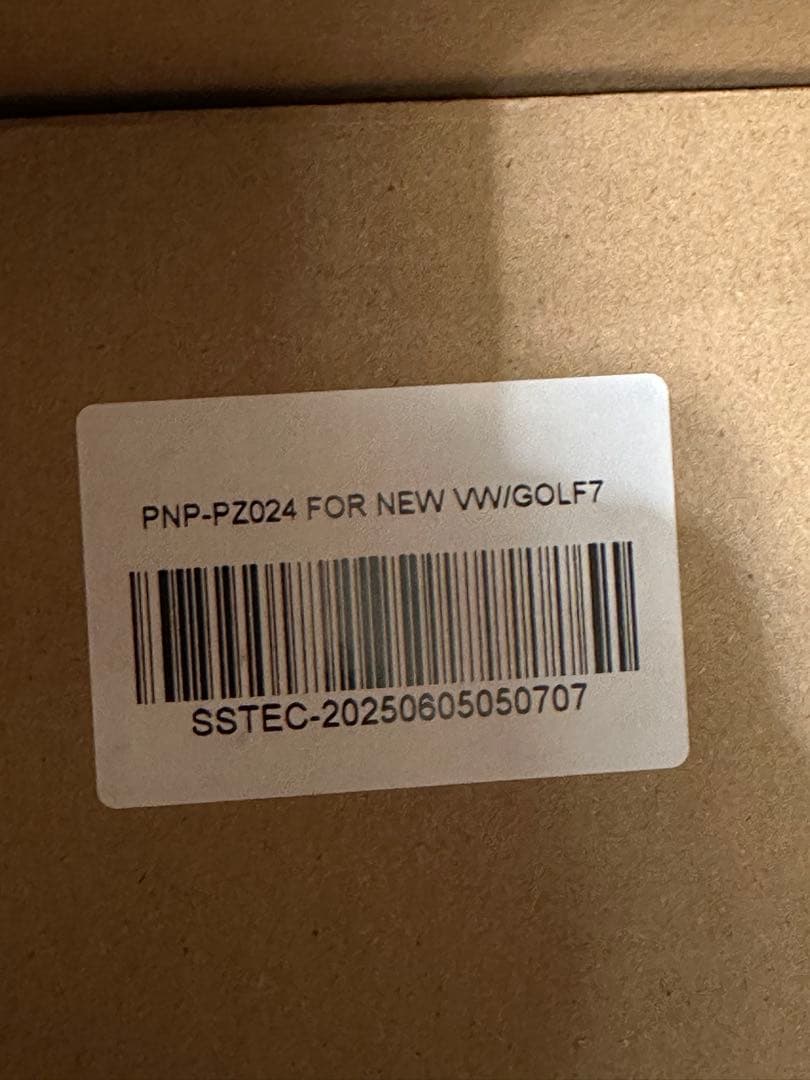 PNP-PZ024 FOR NEW VW/GOLF7
SSTEC-20250605050707